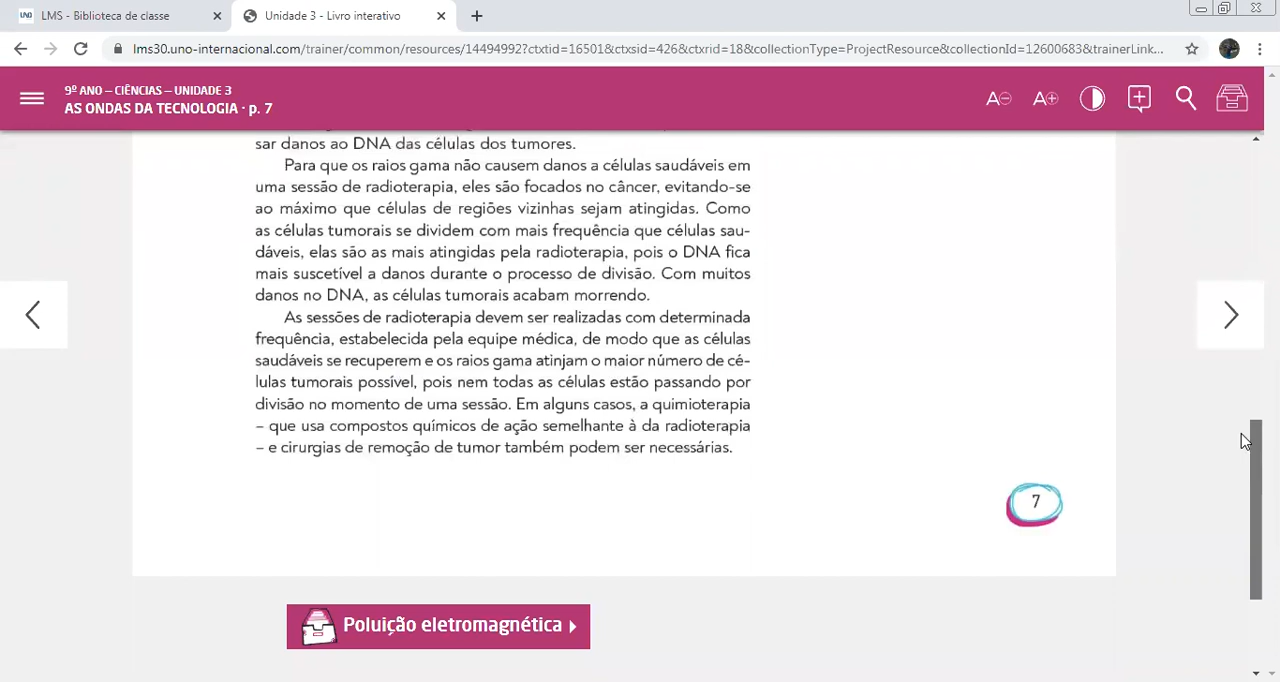 LMS - Biblioteca de classe
Unidade 3 - Livro interativo
lms30.uno-internacional.com/trainer/common/resources/14494992?ctxtid=16501&ctxsid=426&ctxrid=18&collectionType=ProjectResource&collectionId=12600683&trainerLink...
9º ANO – CIÊNCIAS – UNIDADE 3
AS ONDAS DA TECNOLOGIA · p. 7
sar danos ao DNA das células dos tumores.
Para que os raios gama não causem danos a células saudáveis em
uma sessão de radioterapia, eles são focados no câncer, evitando-se
ao máximo que células de regiões vizinhas sejam atingidas. Como
as células tumorais se dividem com mais frequência que células sau-
dáveis, elas são as mais atingidas pela radioterapia, pois o DNA fica
mais suscetível a danos durante o processo de divisão. Com muitos
danos no DNA, as células tumorais acabam morrendo.
As sessões de radioterapia devem ser realizadas com determinada
frequência, estabelecida pela equipe médica, de modo que as células
saudáveis se recuperem e os raios gama atinjam o maior número de cé-
lulas tumorais possível, pois nem todas as células estão passando por
divisão no momento de uma sessão. Em alguns casos, a quimioterapia
– que usa compostos químicos de ação semelhante à da radioterapia
– e cirurgias de remoção de tumor também podem ser necessárias.
7
Poluição eletromagnética